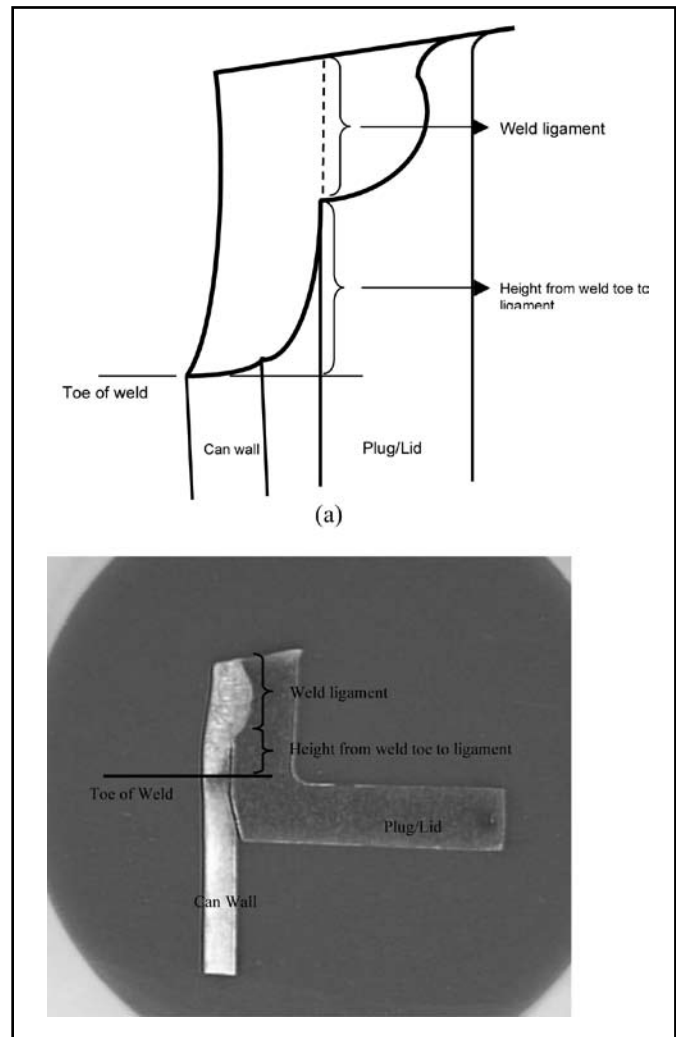 Weld ligament
Height from weld toe to
ligament
Toe of weld
Can wall
Plug/Lid
(a)
Weld ligament
Height from weld toe to ligament
Toe of Weld
Plug/Lid
Can Wall